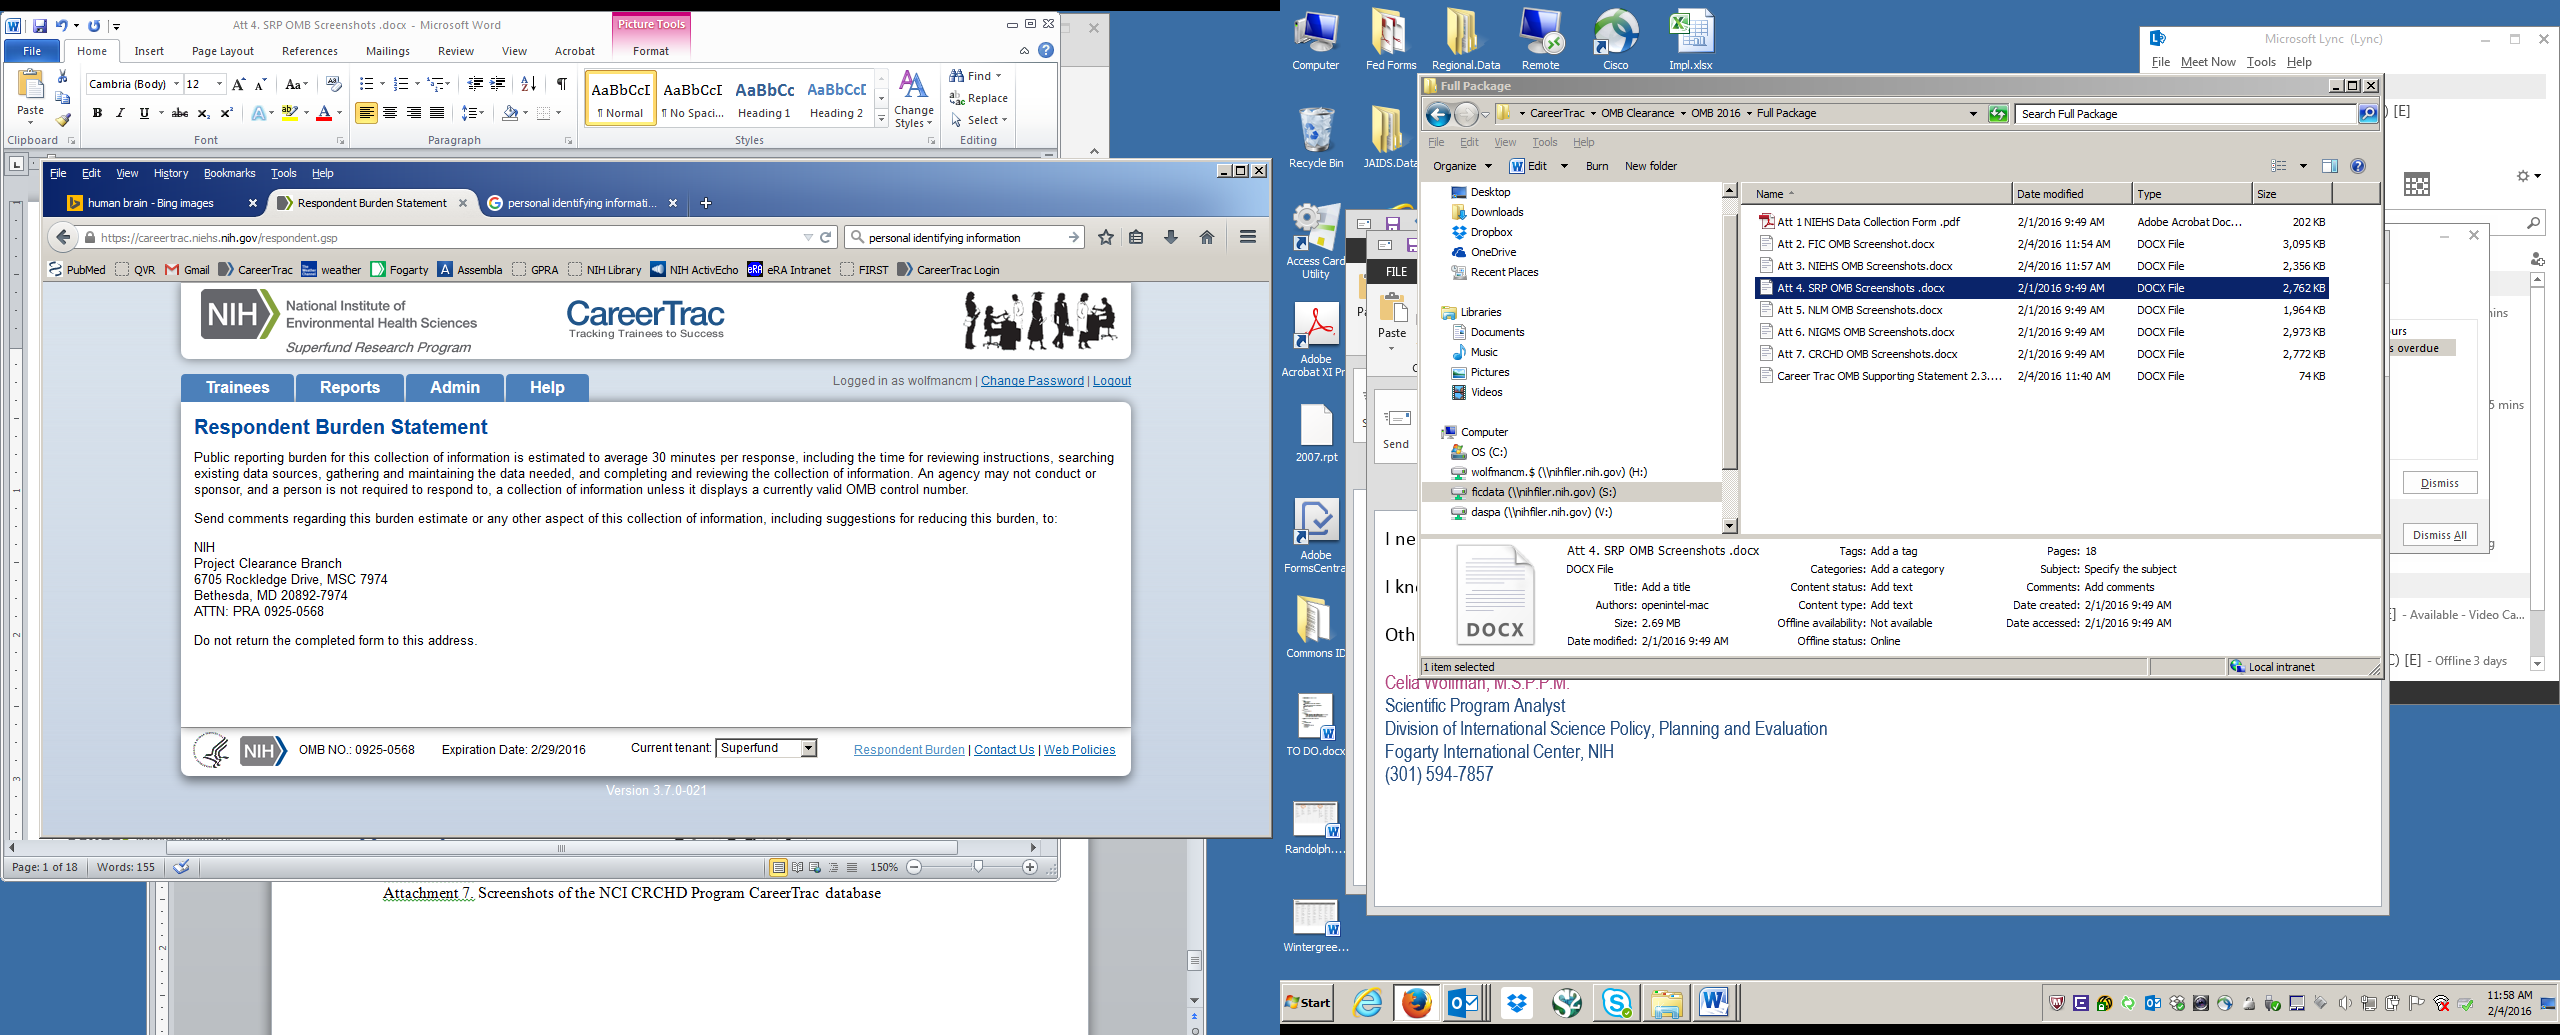 Att 4. SRP OMB Screenshots .docx - Microsoft Word
Picture Tools
File Home Insert Page Layout References Mailings Review View Acrobat Format
Paste
Cambria (Body) 12
AaBbCcI AaBbCcI AaBbCc AaBbCcI
¶ Normal ¶ No Spaci... Heading 1 Heading 2
Change Styles
Find
Replace
Select
Clipboard Font Paragraph Styles Editing
File Edit View History Bookmarks Tools Help
human brain - Bing images
Respondent Burden Statement
personal identifying informati...
https://careertrac.niehs.nih.gov/respondent.gsp
personal identifying information
PubMed QVR Gmail CareerTrac weather Fogarty Assembla GPRA NIH Library NIH ActivEcho eRA Intranet FIRST CareerTrac Login
NIH
National Institute of
Environmental Health Sciences
Superfund Research Program
CareerTrac
Tracking Trainees to Success
Trainees Reports Admin Help
Logged in as wolfmancm | Change Password | Logout
Respondent Burden Statement
Public reporting burden for this collection of information is estimated to average 30 minutes per response, including the time for reviewing instructions, searching
existing data sources, gathering and maintaining the data needed, and completing and reviewing the collection of information. An agency may not conduct or
sponsor, and a person is not required to respond to, a collection of information unless it displays a currently valid OMB control number.
Send comments regarding this burden estimate or any other aspect of this collection of information, including suggestions for reducing this burden, to:
NIH
Project Clearance Branch
6705 Rockledge Drive, MSC 7974
Bethesda, MD 20892-7974
ATTN: PRA 0925-0568
Do not return the completed form to this address.
NIH
OMB NO.: 0925-0568 Expiration Date: 2/29/2016 Current tenant: Superfund Respondent Burden | Contact Us | Web Policies
Version 3.7.0-021
Page: 1 of 18 Words: 155 150%
Attachment 7. Screenshots of the NCI CRCHD Program CareerTrac database
Computer
Fed Forms
Regional.Data
Remote
Cisco
Impl.xlsx
Recycle Bin
JAIDS.Data
Access Card
Utility
Adobe
Acrobat XI Pr
2007.rpt
Adobe
FormsCentra
Commons ID
TO DO.docx
Randolph....
Wintergree...
Microsoft Lync (Lync)
File Meet Now Tools Help
[E]
Full Package
CareerTrac OMB Clearance OMB 2016 Full Package
Search Full Package
File Edit View Tools Help
Organize Edit Burn New folder
Desktop
Downloads
Dropbox
OneDrive
Recent Places
Libraries
Documents
Music
Pictures
Videos
Computer
OS (C:)
wolfmancm.$ (\\nihfiler.nih.gov) (H:)
ficdata (\\nihfiler.nih.gov) (S:)
daspa (\\nihfiler.nih.gov) (V:)
Name Date modified Type Size
Att 1 NIEHS Data Collection Form .pdf 2/1/2016 9:49 AM Adobe Acrobat Doc... 202 KB
Att 2. FIC OMB Screenshot.docx 2/4/2016 11:54 AM DOCX File 3,095 KB
Att 3. NIEHS OMB Screenshots.docx 2/4/2016 11:57 AM DOCX File 2,356 KB
Att 4. SRP OMB Screenshots .docx 2/1/2016 9:49 AM DOCX File 2,762 KB
Att 5. NLM OMB Screenshots.docx 2/1/2016 9:49 AM DOCX File 1,964 KB
Att 6. NIGMS OMB Screenshots.docx 2/1/2016 9:49 AM DOCX File 2,973 KB
Att 7. CRCHD OMB Screenshots.docx 2/1/2016 9:49 AM DOCX File 2,772 KB
Career Trac OMB Supporting Statement 2.3.... 2/4/2016 11:40 AM DOCX File 74 KB
DOCX
Att 4. SRP OMB Screenshots .docx Tags: Add a tag Pages: 18
DOCX File Categories: Add a category Subject: Specify the subject
Title: Add a title Content status: Add text Comments: Add comments
Authors: openintel-mac Content type: Add text Date created: 2/1/2016 9:49 AM
Size: 2.69 MB Offline availability: Not available Date accessed: 2/1/2016 9:49 AM
Date modified: 2/1/2016 9:49 AM Offline status: Online
1 item selected Local intranet
FILE
Paste
Send
I ne
I kno
Oth
Celia Wolfman, M.S.P.P.M.
Scientific Program Analyst
Division of International Science Policy, Planning and Evaluation
Fogarty International Center, NIH
(301) 594-7857
overdue
5 mins
Dismiss
Dismiss All
[E] - Available - Video Ca...
[E] - Offline 3 days
Start
11:58 AM
2/4/2016